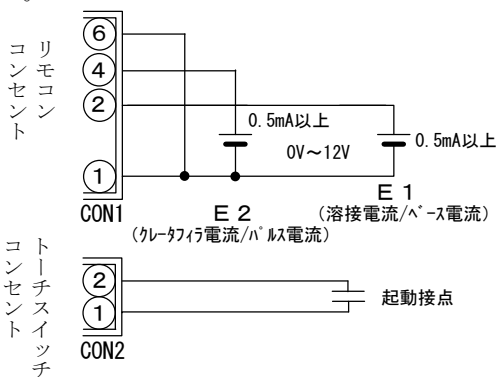 リモコン
コンセント
6
4
2
1
CON1
0.5mA以上
0V～12V
0.5mA以上
E 2
(ｸﾚｰﾀﾌｨﾗ電流/ﾊﾟﾙｽ電流)
E 1
(溶接電流/ﾍﾞｰｽ電流)
トーチスイッチ
コンセント
2
1
CON2
起動接点